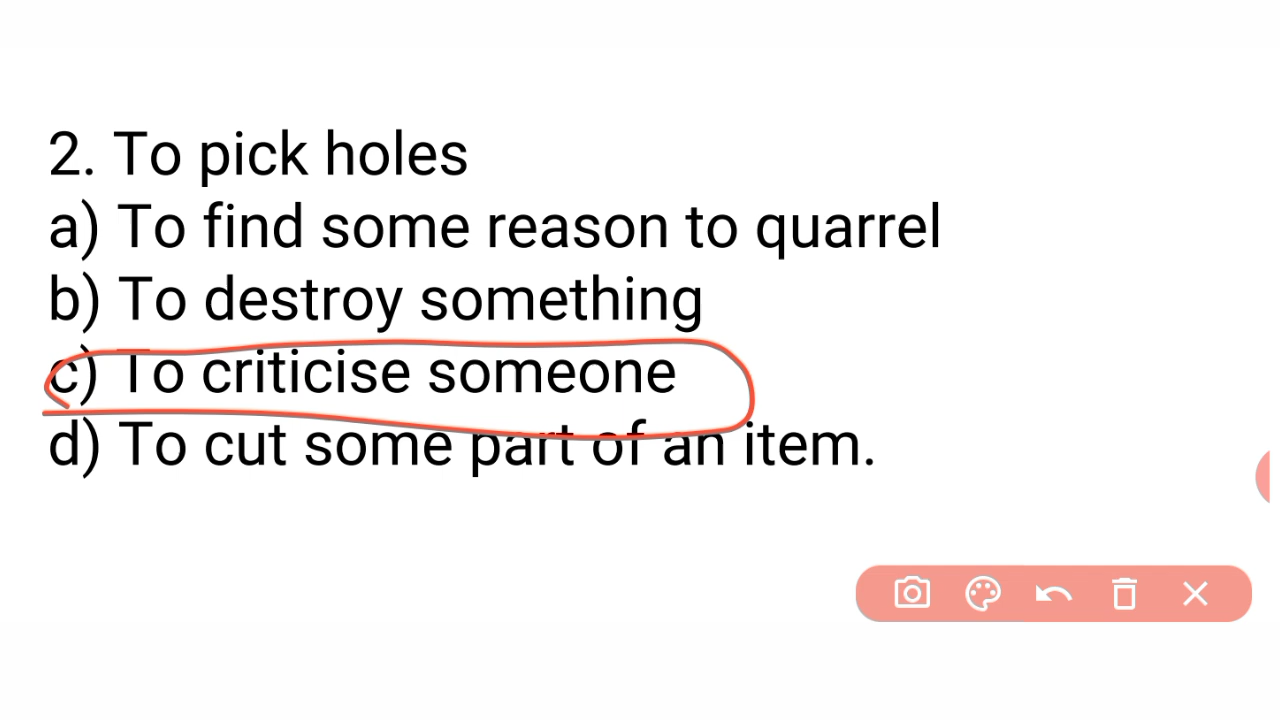 2. To pick holes
a) To find some reason to quarrel
b) To destroy something
c) To criticise someone
d) To cut some part of an item.